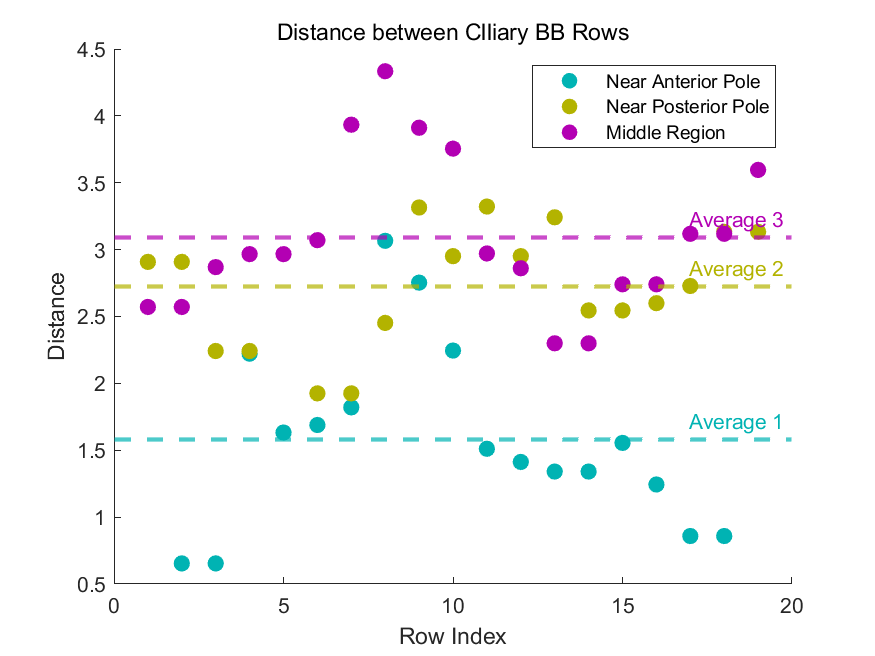 Distance between CIliary BB Rows
4.5
4
3.5
3
2.5
2
1.5
1
0.5
Distance
Near Anterior Pole
Near Posterior Pole
Middle Region
Average 3
Average 2
Average 1
0
5
10
15
20
Row Index